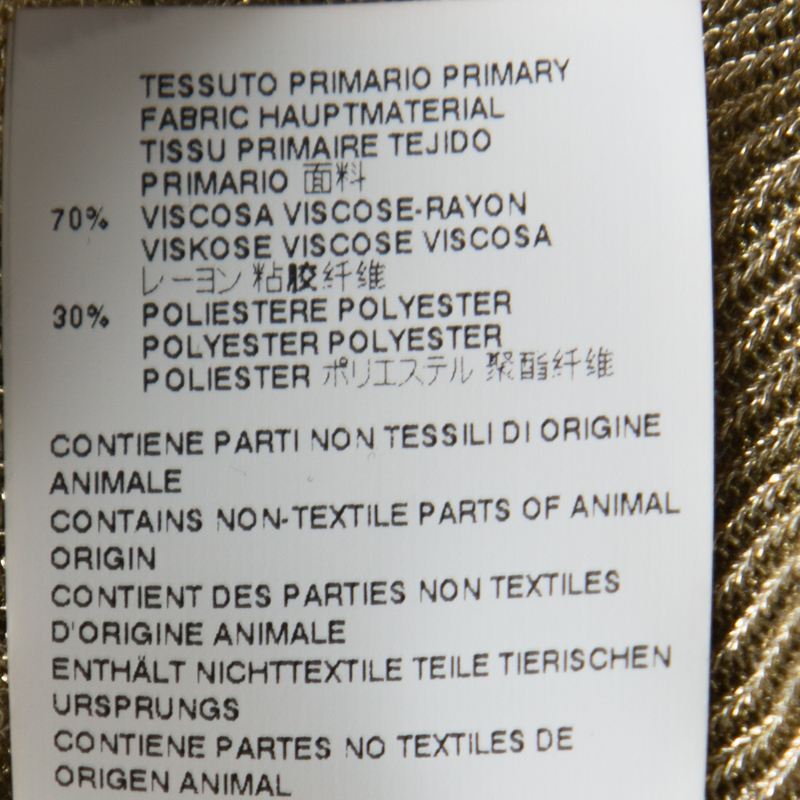 TESSUTO PRIMARIO PRIMARY
FABRIC HAUPTMATERIAL
TISSU PRIMAIRE TEJIDO
PRIMARIO 面料
70% VISCOSA VISCOSE-RAYON
VISKOSE VISCOSE VISCOSA
レーヨン 粘胶纤维
30% POLIESTERE POLYESTER
POLYESTER POLYESTER
POLIESTER ポリエステル 聚酯纤维
CONTIENE PARTI NON TESSILI DI ORIGINE
ANIMALE
CONTAINS NON-TEXTILE PARTS OF ANIMAL
ORIGIN
CONTIENT DES PARTIES NON TEXTILES
D'ORIGINE ANIMALE
ENTHÄLT NICHTTEXTILE TEILE TIERISCHEN
URSPRUNGS
CONTIENE PARTES NO TEXTILES DE
ORIGEN ANIMAL